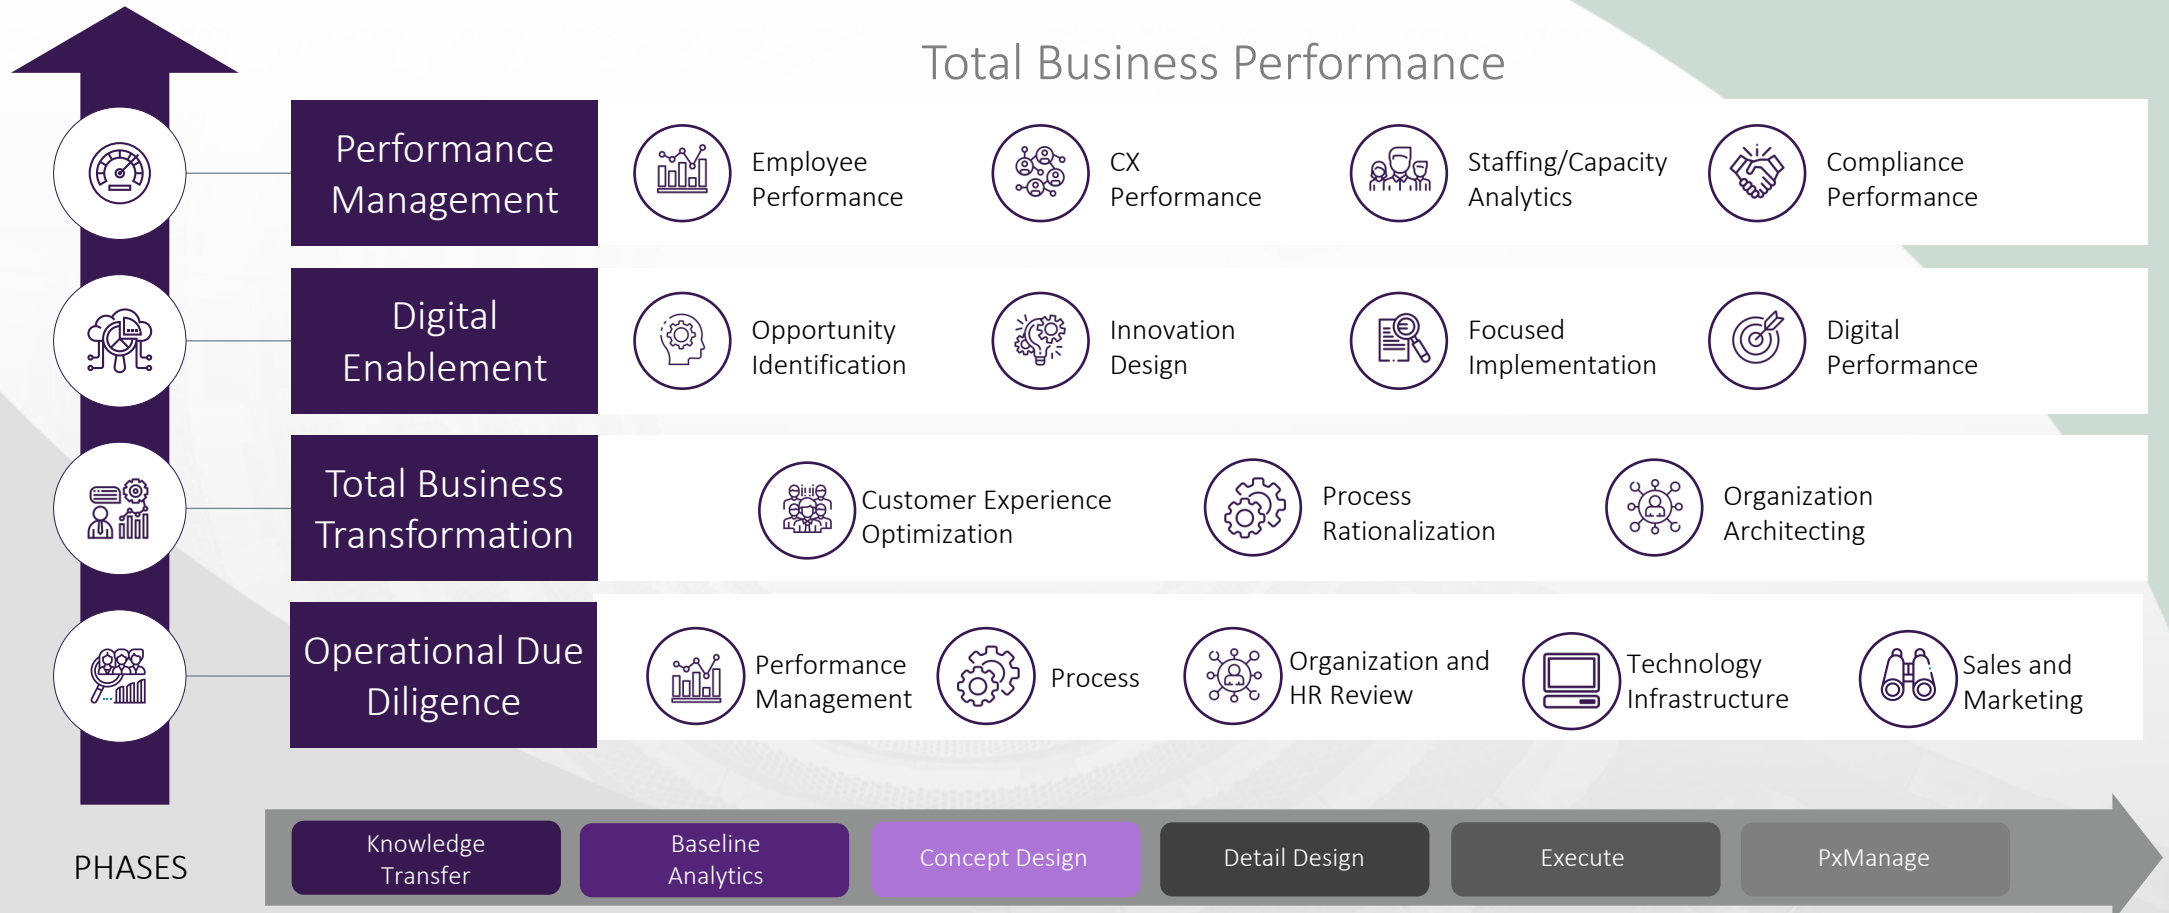 Total Business Performance
Performance
Management
Employee
Performance
CX
Performance
Staffing/Capacity
Analytics
Compliance
Performance
Digital
Enablement
Opportunity
Identification
Innovation
Design
Focused
Implementation
Digital
Performance
Total Business
Transformation
Customer Experience
Optimization
Process
Rationalization
Organization
Architecting
Operational Due
Diligence
Performance
Management
Process
Organization and
HR Review
Technology
Infrastructure
Sales and
Marketing
PHASES
Knowledge
Transfer
Baseline
Analytics
Concept Design
Detail Design
Execute
PxManage